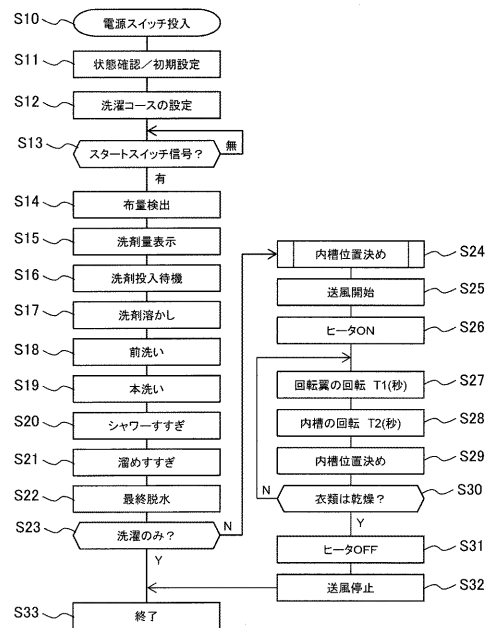 S10 電源スイッチ投入
S11 状態確認／初期設定
S12 洗濯コースの設定
S13 スタートスイッチ信号？ 無
有
S14 布量検出
S15 洗剤量表示
S16 洗剤投入待機
S17 洗剤溶かし
S18 前洗い
S19 本洗い
S20 シャワーすすぎ
S21 溜めすすぎ
S22 最終脱水
S23 洗濯のみ？ N
Y
S33 終了
内槽位置決め S24
送風開始 S25
ヒータON S26
回転翼の回転 T1(秒) S27
内槽の回転 T2(秒) S28
内槽位置決め S29
N 衣類は乾燥？ S30
Y
ヒータOFF S31
送風停止 S32